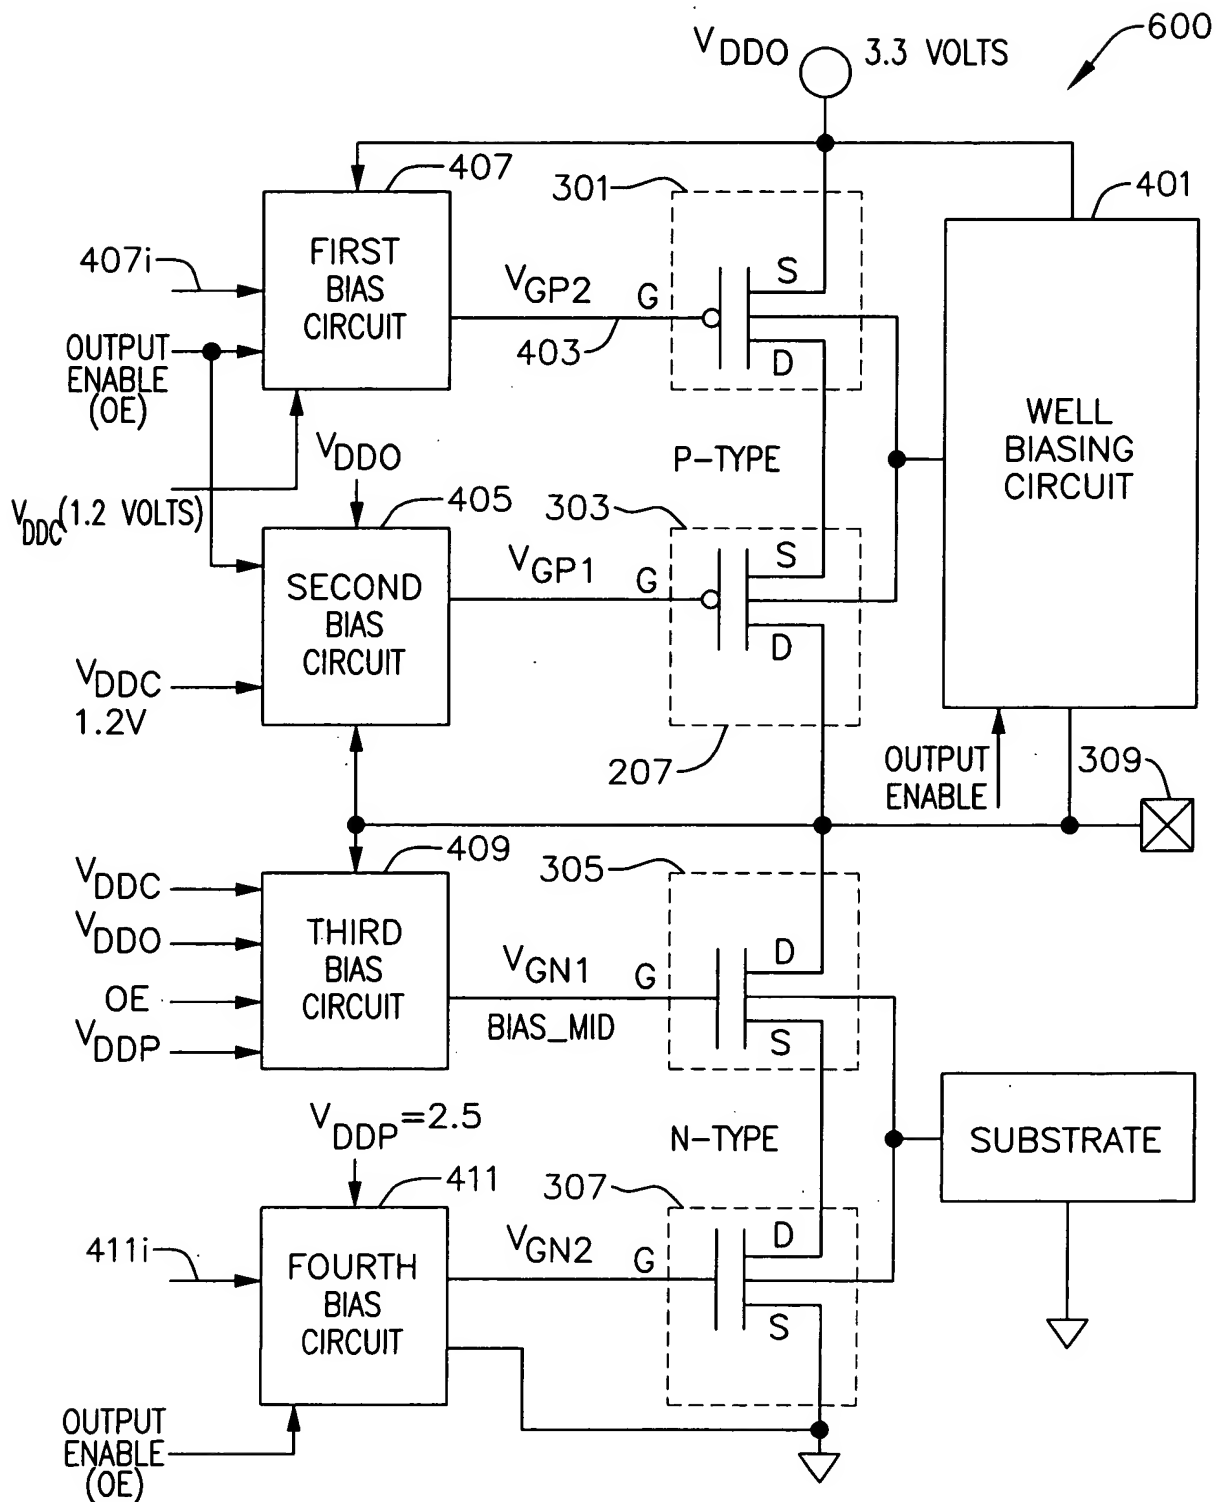 600
VDDO 3.3 VOLTS
407
301
401
407i
FIRST
BIAS
CIRCUIT
VGP2
G
S
403
D
OUTPUT
ENABLE
(OE)
WELL
BIASING
CIRCUIT
VDDO
P-TYPE
VDDC(1.2 VOLTS)
405
303
SECOND
BIAS
CIRCUIT
VGP1
G
S
D
VDDC
1.2V
207
OUTPUT
ENABLE
309
409
305
VDDC
VDDO
OE
VDDP
THIRD
BIAS
CIRCUIT
VGN1
BIAS_MID
G
D
S
VDDP=2.5
N-TYPE
SUBSTRATE
411
307
411i
FOURTH
BIAS
CIRCUIT
VGN2
G
D
S
OUTPUT
ENABLE
(OE)